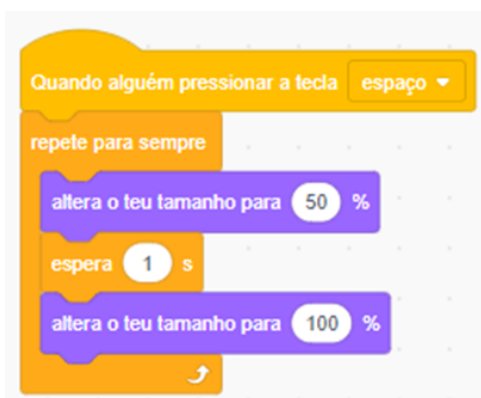 Quando alguém pressionar a tecla espaço
repete para sempre
altera o teu tamanho para 50 %
espera 1 s
altera o teu tamanho para 100 %